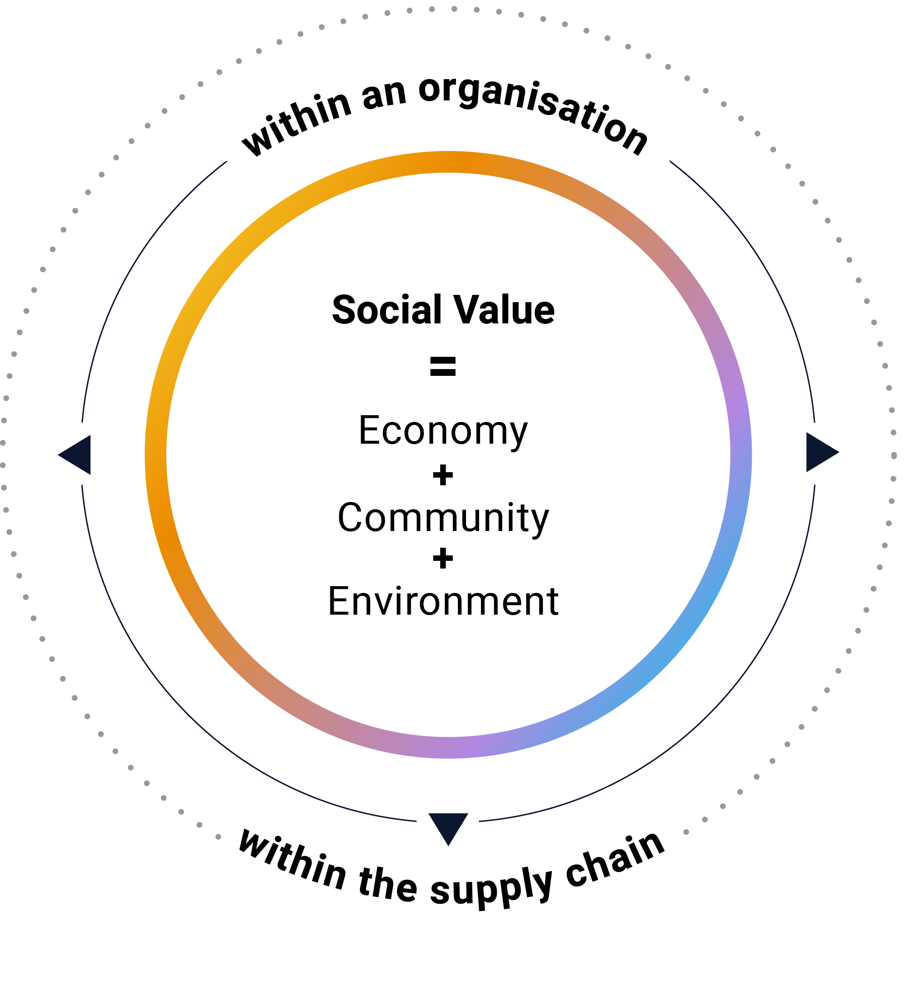 within an organisation
Social Value
=
Economy
+
Community
+
Environment
within the supply chain